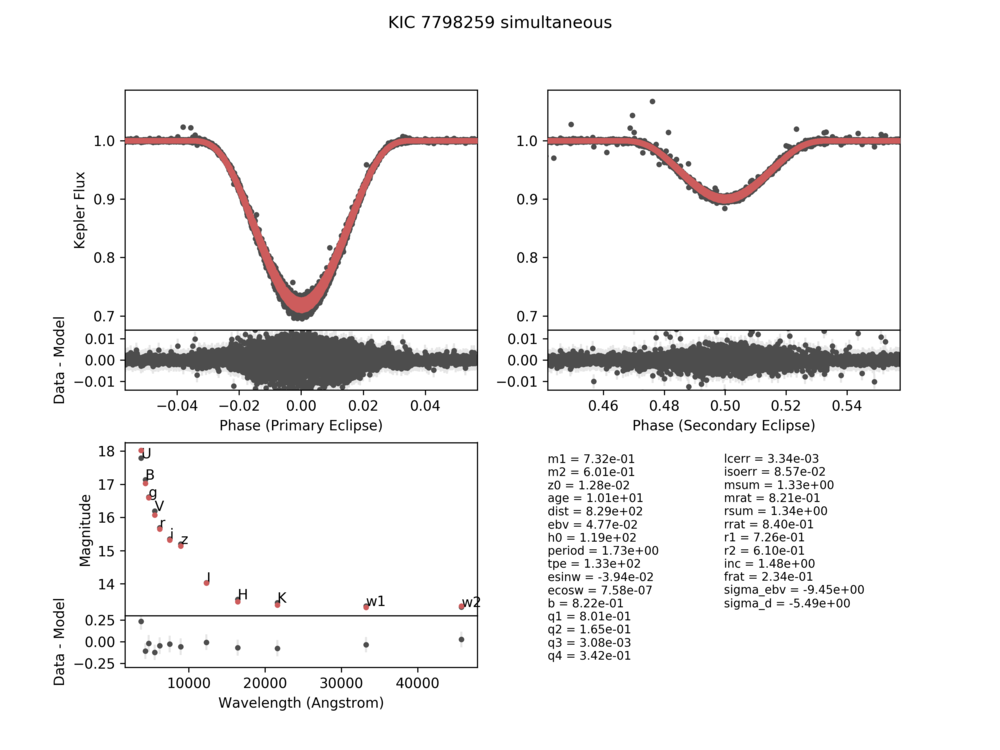 KIC 7798259 simultaneous
1.0
0.9
0.8
0.7
Kepler Flux
0.01
0.00
−0.01
Data - Model
−0.04 −0.02 0.00 0.02 0.04
Phase (Primary Eclipse)
1.0
0.9
0.8
0.7
0.01
0.00
−0.01
0.46 0.48 0.50 0.52 0.54
Phase (Secondary Eclipse)
18
17
16
15
14
Magnitude
U
B
g
V
r
i
z
J
H
K
w1
w2
0.25
0.00
−0.25
Data - Model
10000 20000 30000 40000
Wavelength (Angstrom)
m1 = 7.32e-01
m2 = 6.01e-01
z0 = 1.28e-02
age = 1.01e+01
dist = 8.29e+02
ebv = 4.77e-02
h0 = 1.19e+02
period = 1.73e+00
tpe = 1.33e+02
esinw = -3.94e-02
ecosw = 7.58e-07
b = 8.22e-01
q1 = 8.01e-01
q2 = 1.65e-01
q3 = 3.08e-03
q4 = 3.42e-01
lcerr = 3.34e-03
isoerr = 8.57e-02
msum = 1.33e+00
mrat = 8.21e-01
rsum = 1.34e+00
rrat = 8.40e-01
r1 = 7.26e-01
r2 = 6.10e-01
inc = 1.48e+00
frat = 2.34e-01
sigma_ebv = -9.45e+00
sigma_d = -5.49e+00